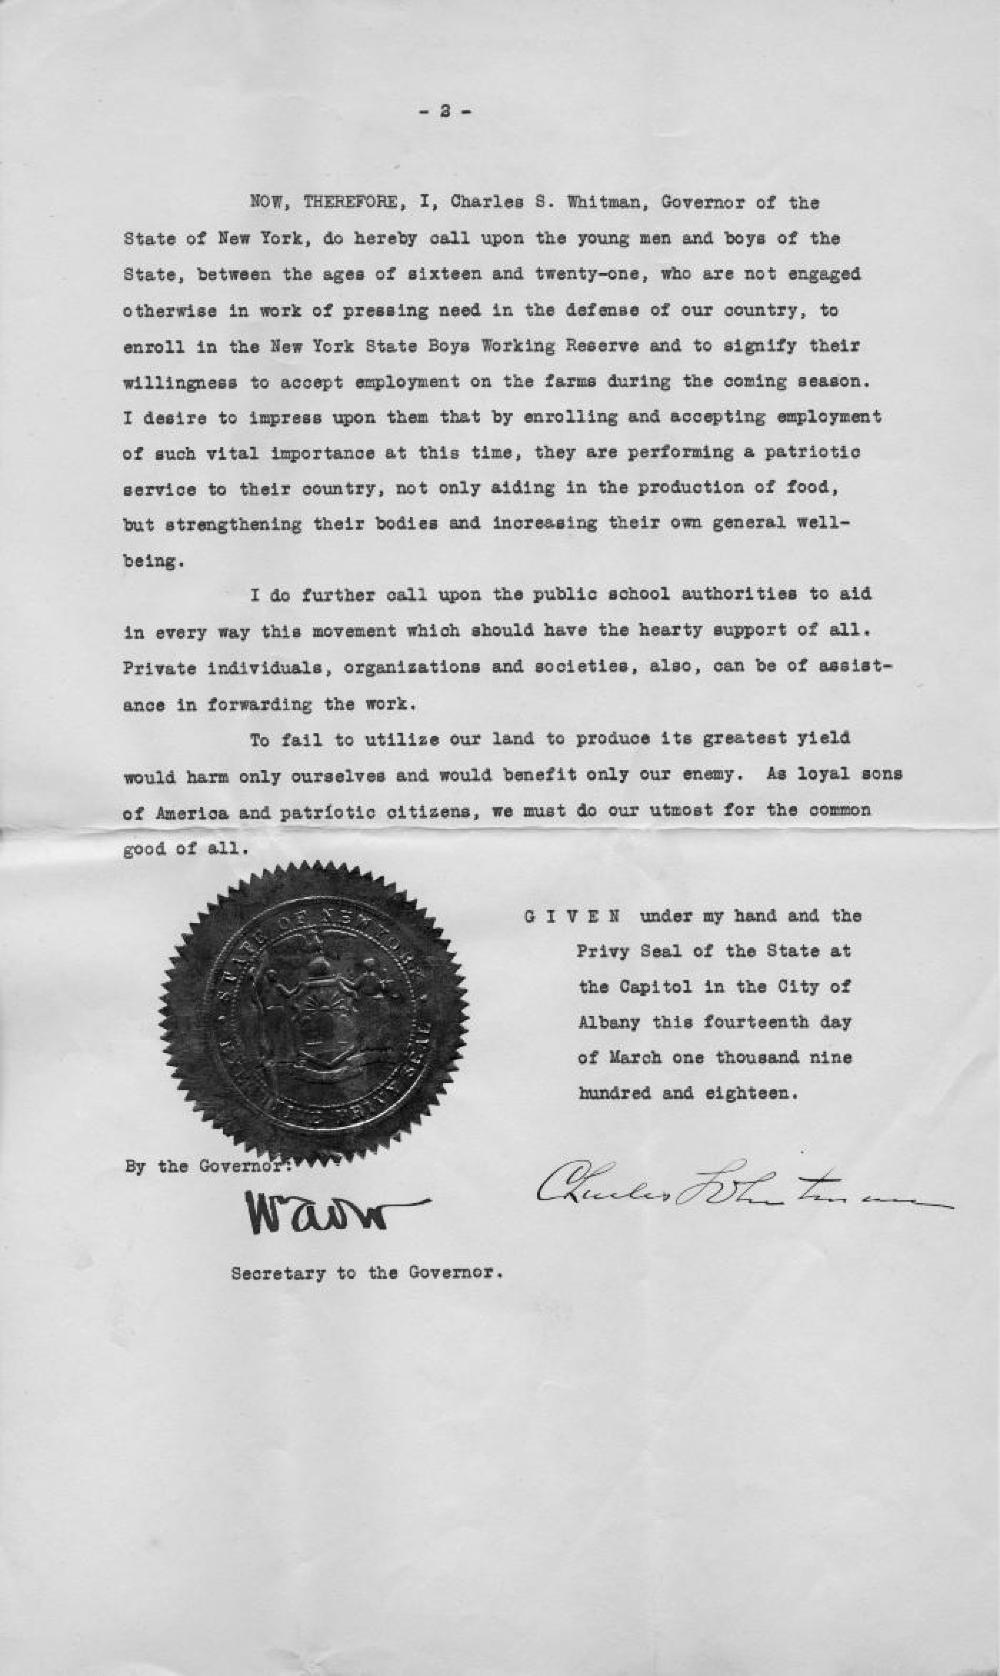 - 2 -
NOW, THEREFORE, I, Charles S. Whitman, Governor of the
State of New York, do hereby call upon the young men and boys of the
State, between the ages of sixteen and twenty-one, who are not engaged
otherwise in work of pressing need in the defense of our country, to
enroll in the New York State Boys Working Reserve and to signify their
willingness to accept employment on the farms during the coming season.
I desire to impress upon them that by enrolling and accepting employment
of such vital importance at this time, they are performing a patriotic
service to their country, not only aiding in the production of food,
but strengthening their bodies and increasing their own general well-
being.
I do further call upon the public school authorities to aid
in every way this movement which should have the hearty support of all.
Private individuals, organizations and societies, also, can be of assist-
ance in forwarding the work.
To fail to utilize our land to produce its greatest yield
would harm only ourselves and would benefit only our enemy. As loyal sons
of America and patriotic citizens, we must do our utmost for the common
good of all.
STATE OF NEW YORK
PRIVY SEAL
G I V E N under my hand and the
Privy Seal of the State at
the Capitol in the City of
Albany this fourteenth day
of March one thousand nine
hundred and eighteen.
By the Governor:
Charles S. Whitman
Secretary to the Governor.